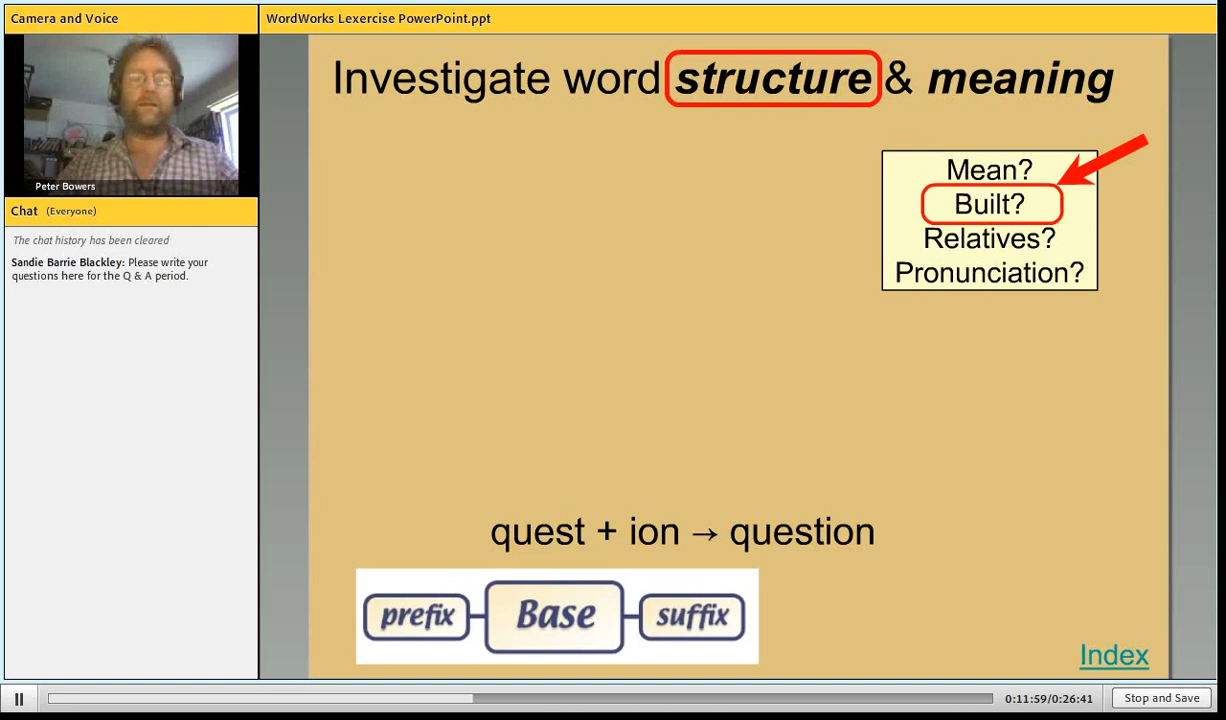 Camera and Voice
WordWorks Lexercise PowerPoint.ppt
Peter Bowers
Chat (Everyone)
The chat history has been cleared
Sandie Barrie Blackley: Please write your
questions here for the Q & A period.
Investigate word structure & meaning
Mean?
Built?
Relatives?
Pronunciation?
quest + ion → question
prefix Base suffix
Index
0:11:59/0:26:41
Stop and Save